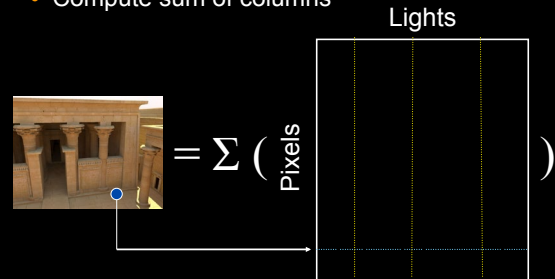 • Compute sum of columns
Lights
= Σ (
Pixels
)